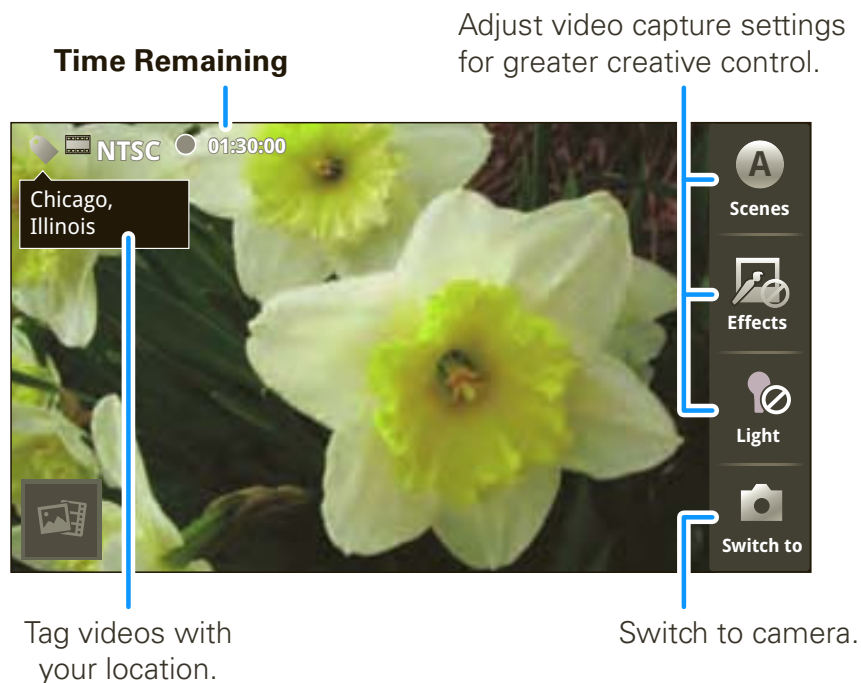 Adjust video capture settings
for greater creative control.
Time Remaining
NTSC 01:30:00
Chicago,
Illinois
A
Scenes
Effects
Light
Switch to
Tag videos with
your location.
Switch to camera.